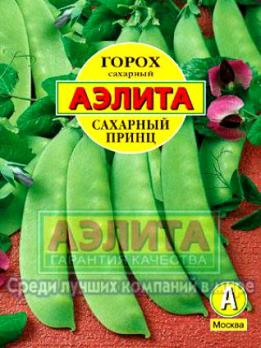 ГОРОХ
сахарный
АЭЛИТА
САХАРНЫЙ
ПРИНЦ
АЭЛИТА
ГАРАНТИЯ КАЧЕСТВА
Среди лучших компаний в мире
А
Москва